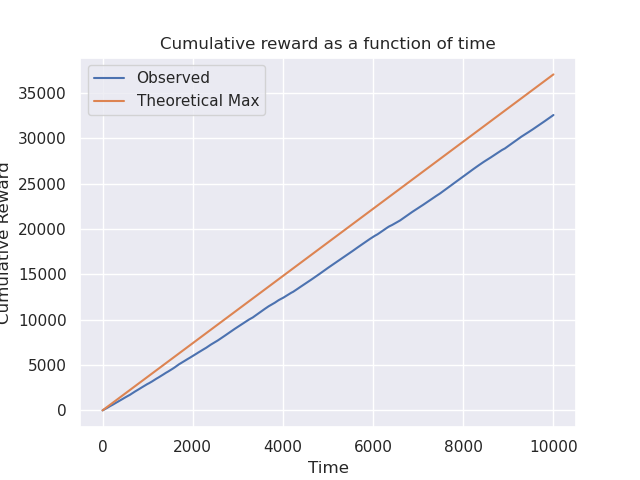 Cumulative reward as a function of time
Observed
Theoretical Max
35000
30000
25000
20000
15000
10000
5000
0
Cumulative Reward
0 2000 4000 6000 8000 10000
Time